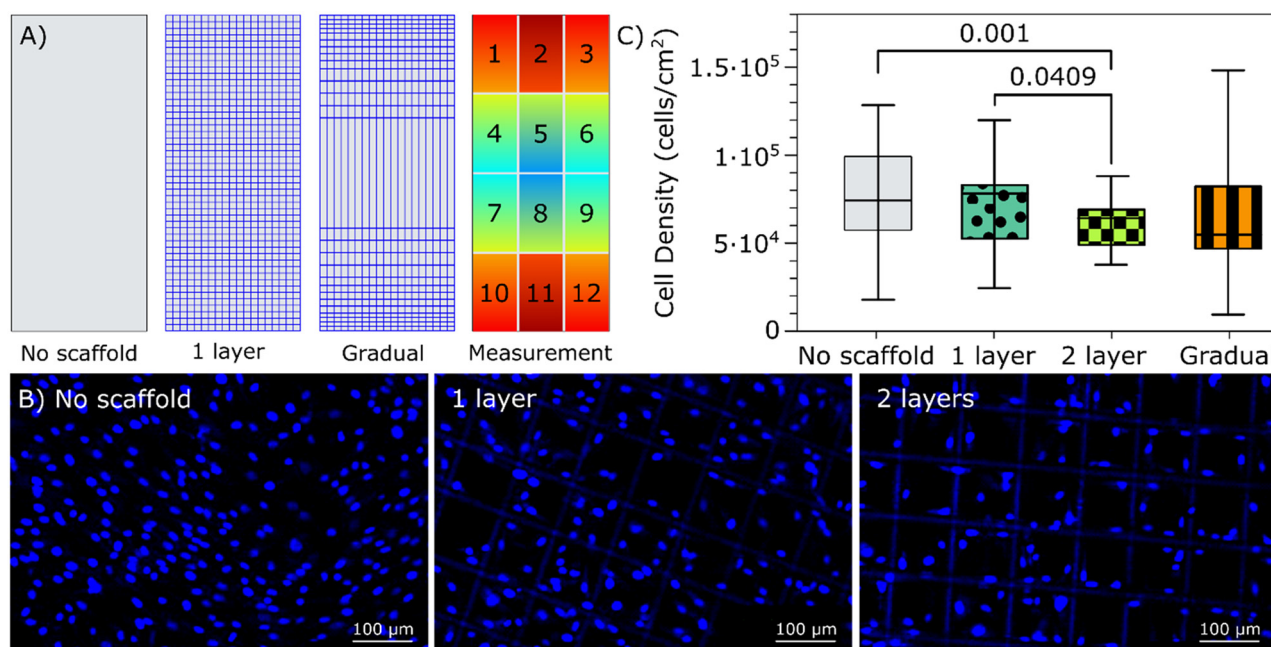 A)
No scaffold
1 layer
Gradual
1 2 3
4 5 6
7 8 9
10 11 12
Measurement
C)
Cell Density (cells/cm²)
1.5·10⁵
1·10⁵
5·10⁴
0
0.001
0.0409
No scaffold 1 layer 2 layer Gradual
B) No scaffold
100 µm
1 layer
100 µm
2 layers
100 µm